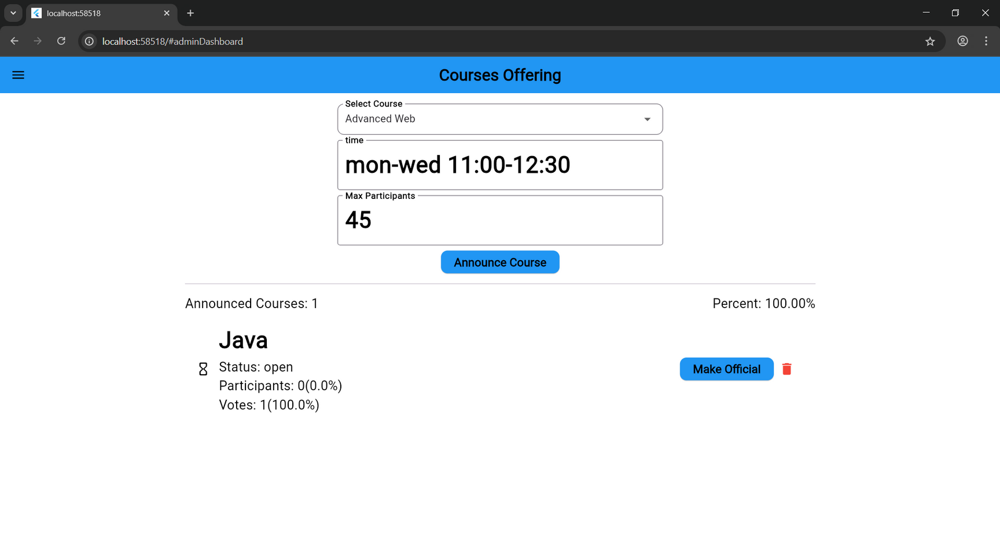 localhost:58518
localhost:58518/#adminDashboard
Courses Offering
Select Course
Advanced Web
time
mon-wed 11:00-12:30
Max Participants
45
Announce Course
Announced Courses: 1 Percent: 100.00%
Java
Status: open
Make Official
Participants: 0(0.0%)
Votes: 1(100.0%)